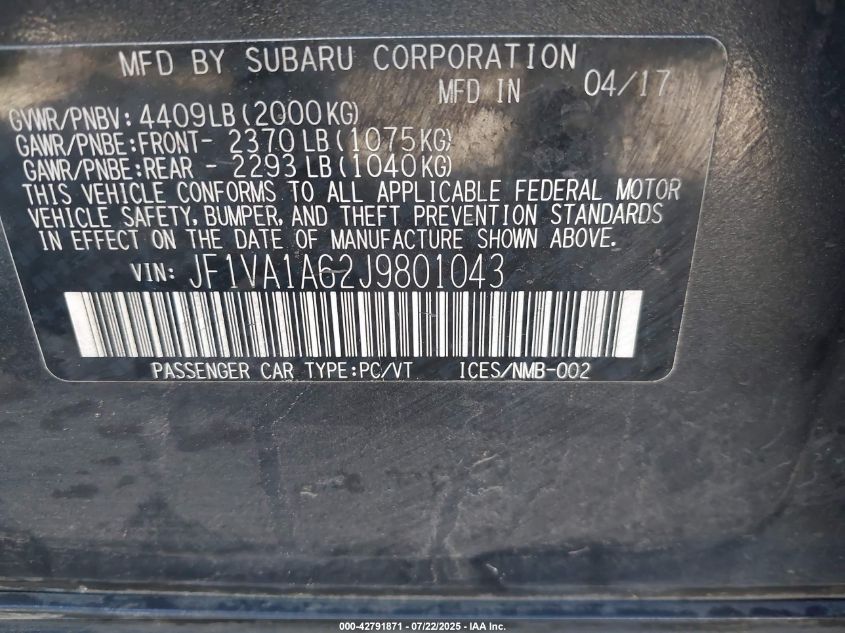 MFD BY SUBARU CORPORATION
MFD IN 04/17
GVWR/PNBV: 4409LB(2000KG)
GAWR/PNBE:FRONT- 2370 LB(1075KG)
GAWR/PNBE:REAR - 2293 LB(1040KG)
THIS VEHICLE CONFORMS TO ALL APPLICABLE FEDERAL MOTOR
VEHICLE SAFETY, BUMPER, AND THEFT PREVENTION STANDARDS
IN EFFECT ON THE DATE OF MANUFACTURE SHOWN ABOVE.
VIN: JF1VA1A62J9801043
PASSENGER CAR TYPE:PC/VT ICES/NMB-002
000-42791871 - 07/22/2025 - IAA Inc.